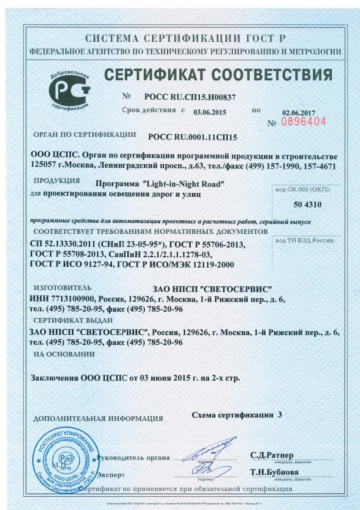 СИСТЕМА СЕРТИФИКАЦИИ ГОСТ Р
ФЕДЕРАЛЬНОЕ АГЕНТСТВО ПО ТЕХНИЧЕСКОМУ РЕГУЛИРОВАНИЮ И МЕТРОЛОГИИ
Добровольная
сертификация
СЕРТИФИКАТ СООТВЕТСТВИЯ
№ РОСС RU.СП15.Н00837
Срок действия с 03.06.2015 по 02.06.2017
№ 0896404
ОРГАН ПО СЕРТИФИКАЦИИ РОСС RU.0001.11СП15
ООО ЦСПС. Орган по сертификации программной продукции в строительстве
125057 г.Москва, Ленинградский просп., д.63, тел./факс (499) 157-1990, 157-4671
ПРОДУКЦИЯ Программа "Light-in-Night Road"
для проектирования освещения дорог и улиц
код ОК 005 (ОКП):
50 4310
программные средства для автоматизации проектных и расчетных работ, серийный выпуск
СООТВЕТСТВУЕТ ТРЕБОВАНИЯМ НОРМАТИВНЫХ ДОКУМЕНТОВ
код ТН ВЭД России:
СП 52.13330.2011 (СНиП 23-05-95*), ГОСТ Р 55706-2013,
ГОСТ Р 55708-2013, СанПиН 2.2.1/2.1.1.1278-03,
ГОСТ Р ИСО 9127-94, ГОСТ Р ИСО/МЭК 12119-2000
ИЗГОТОВИТЕЛЬ ЗАО НПСП "СВЕТОСЕРВИС"
ИНН 7713100900, Россия, 129626, г. Москва, 1-й Рижский пер., д. 6,
тел. (495) 785-20-95, факс (495) 785-20-96
СЕРТИФИКАТ ВЫДАН
ЗАО НПСП "СВЕТОСЕРВИС", Россия, 129626, г. Москва, 1-й Рижский пер., д. 6,
тел. (495) 785-20-95, факс (495) 785-20-96
НА ОСНОВАНИИ
Заключения ООО ЦСПС от 03 июня 2015 г. на 2-х стр.
ДОПОЛНИТЕЛЬНАЯ ИНФОРМАЦИЯ Схема сертификации 3
Руководитель органа С.Д.Ратнер
Эксперт Т.Н.Бубнова
Сертификат не применяется при обязательной сертификации